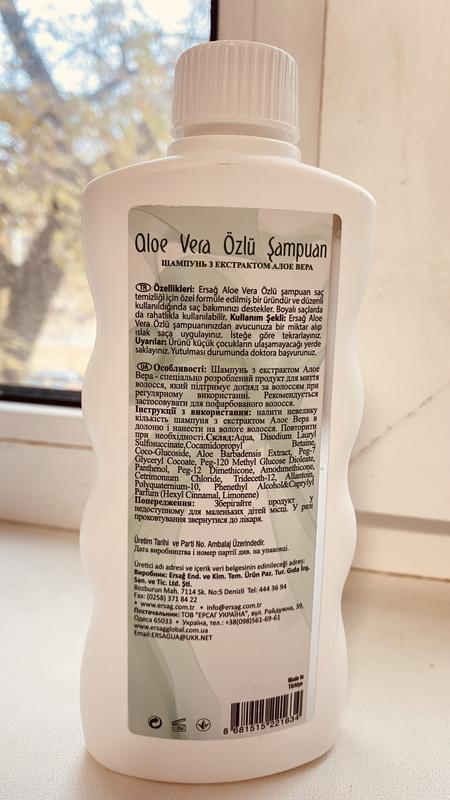 Aloe Vera Özlü Şampuan
ШАМПУНЬ З ЕКСТРАКТОМ АЛОЕ ВЕРА
TR Özellikleri: Ersağ Aloe Vera Özlü şampuan saç
temizliği için özel formüle edilmiş bir üründür ve düzenli
kullanıldığında saç bakımınızı destekler. Boyalı saçlarda
da rahatlıkla kullanılabilir. Kullanım Şekli: Ersağ Aloe
Vera Özlü şampuanınızdan avucunuza bir miktar alıp
ıslak saça uygulayınız. İsteğe göre tekrarlayınız.
Uyarılar: Ürünü küçük çocukların ulaşamayacağı yerde
saklayınız. Yutulması durumunda doktora başvurunuz.
UA Особливості: Шампунь з екстрактом Алое
Вера - спеціально розроблений продукт для миття
волосся, який підтримує догляд за волоссям при
регулярному використанні. Рекомендується
застосовувати для пофарбованого волосся.
Інструкції з використання: налити невелику
кількість шампуня з екстрактом Алое Вера в
долоню і нанести на вологе волосся. Повторити
при необхідності.Склад:Aqua, Disodium Lauryl
Sulfosuccinate,Cocamidopropyl Betaine,
Coco-Glucoside, Aloe Barbadensis Extract, Peg-7
Glyceryl Cocoate, Peg-120 Methyl Glucose Dioleate,
Panthenol, Peg-12 Dimethicone, Amodimethicone,
Cetrimonium Chloride, Trideceth-12, Allantoin,
Polyquaternium-10, Phenethyl Alcohol&Caprylyl
Parfum (Hexyl Cinnamal, Limonene)
Попередження: Зберігайте продукт у
недоступному для маленьких дітей місці. У разі
проковтування звернутися до лікаря.
Üretim Tarihi ve Parti No. Ambalaj Üzerindedir.
Дата виробництва і номер партії див. на упаковці.
Üretici adı adresi ve içerik veri belgesinin edinileceği adresi:
Виробник: Ersağ End. ve Kim. Tem. Ürün Paz. Tur. Gıda İnş.
San. ve Tic. Ltd. Şti.
Bozburun Mah. 7114 Sk. No:5 Denizli Tel: 444 36 94
Fax: (0258) 371 84 22
• www.ersag.com.tr • info@ersag.com.tr
Постачальник: ТОВ "ЕРСАГ УКРАЇНА", вул. Райдужна, 39,
Одеса 65033 • Україна, тел.: +38(098)561-69-61
www.ersagglobal.com.ua
Email:ERSAGUA@UKR.NET
Made in
Türkiye
12M
8 681515 221634